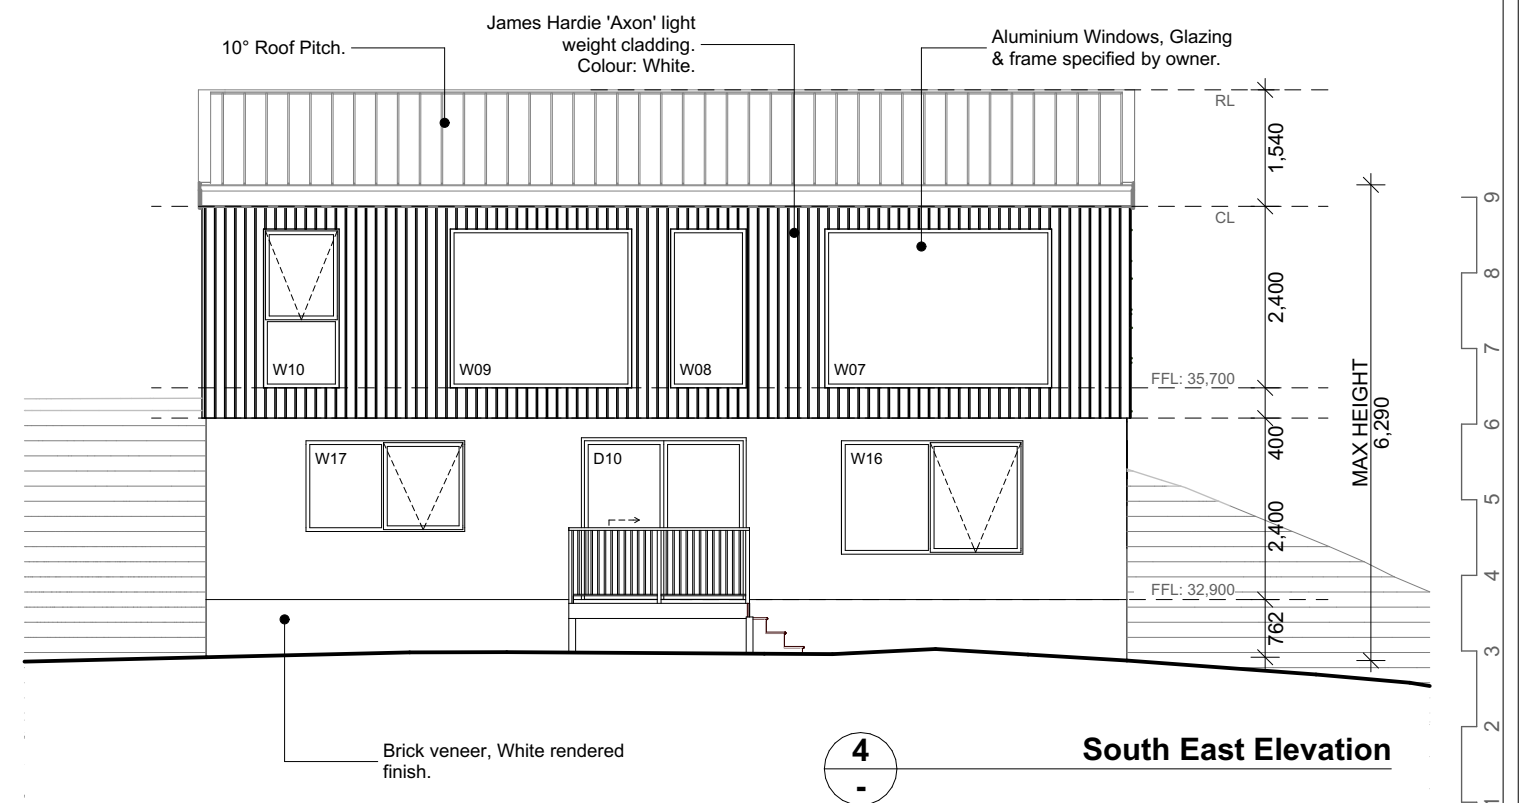 James Hardie 'Axon' light
weight cladding.
Colour: White.
10° Roof Pitch.
Aluminium Windows, Glazing
& frame specified by owner.
RL
1,540
CL
2,400
W10
W09
W08
W07
FFL: 35,700
MAX HEIGHT
6,290
400
W17
D10
W16
2,400
FFL: 32,900
762
Brick veneer, White rendered
finish.
4
-
South East Elevation
9
8
7
6
5
4
3
2
1